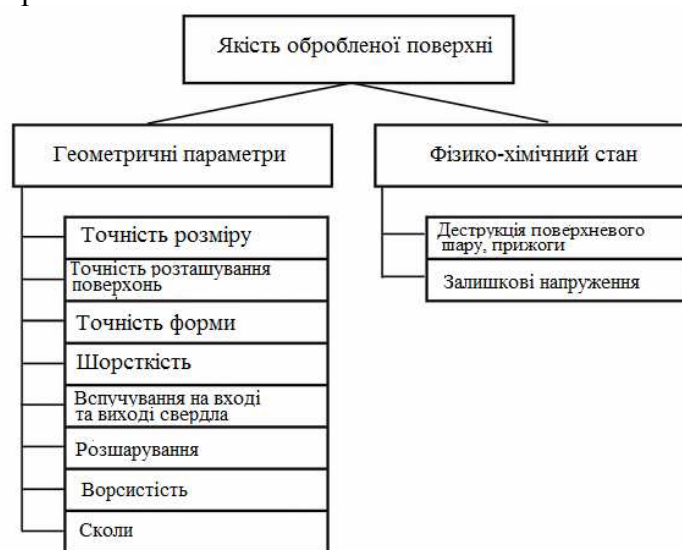 Якість обробленої поверхні
Геометричні параметри
Фізико-хімічний стан
Точність розміру
Точність розташування
поверхонь
Точність форми
Шорсткість
Вспучування на вході
та виході свердла
Розшарування
Ворсистість
Сколи
Деструкція поверхневого
шару, прижоги
Залишкові напруження